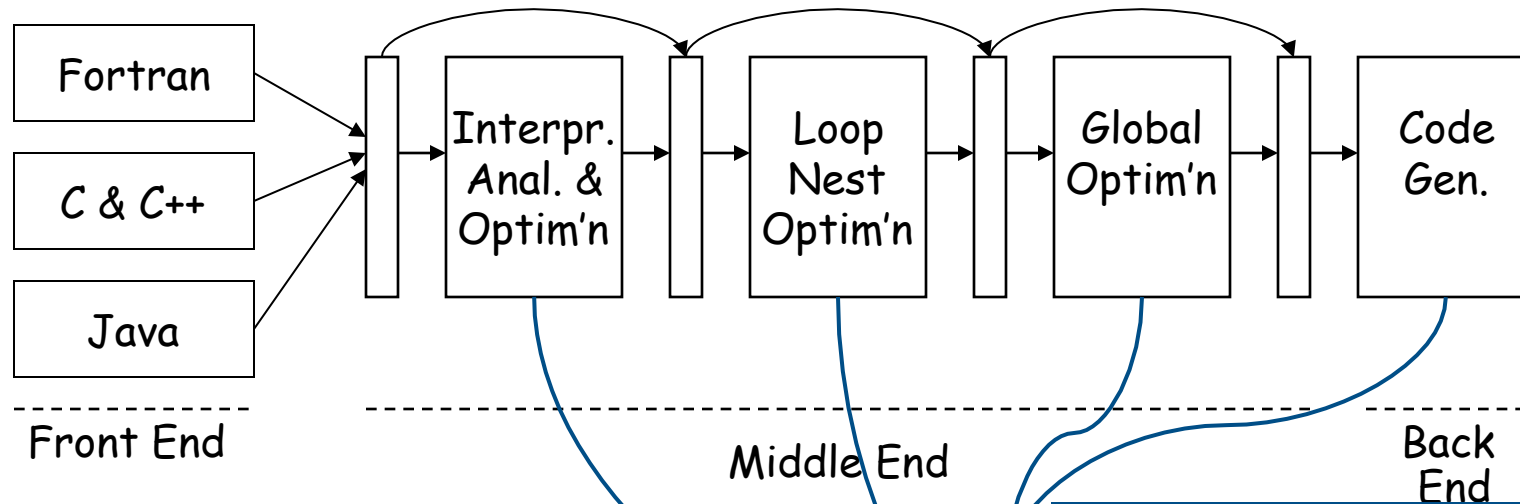 Fortran
C & C++
Java
Interpr.
Anal. &
Optim’n
Loop
Nest
Optim’n
Global
Optim’n
Code
Gen.
Front End
Middle End
Back
End